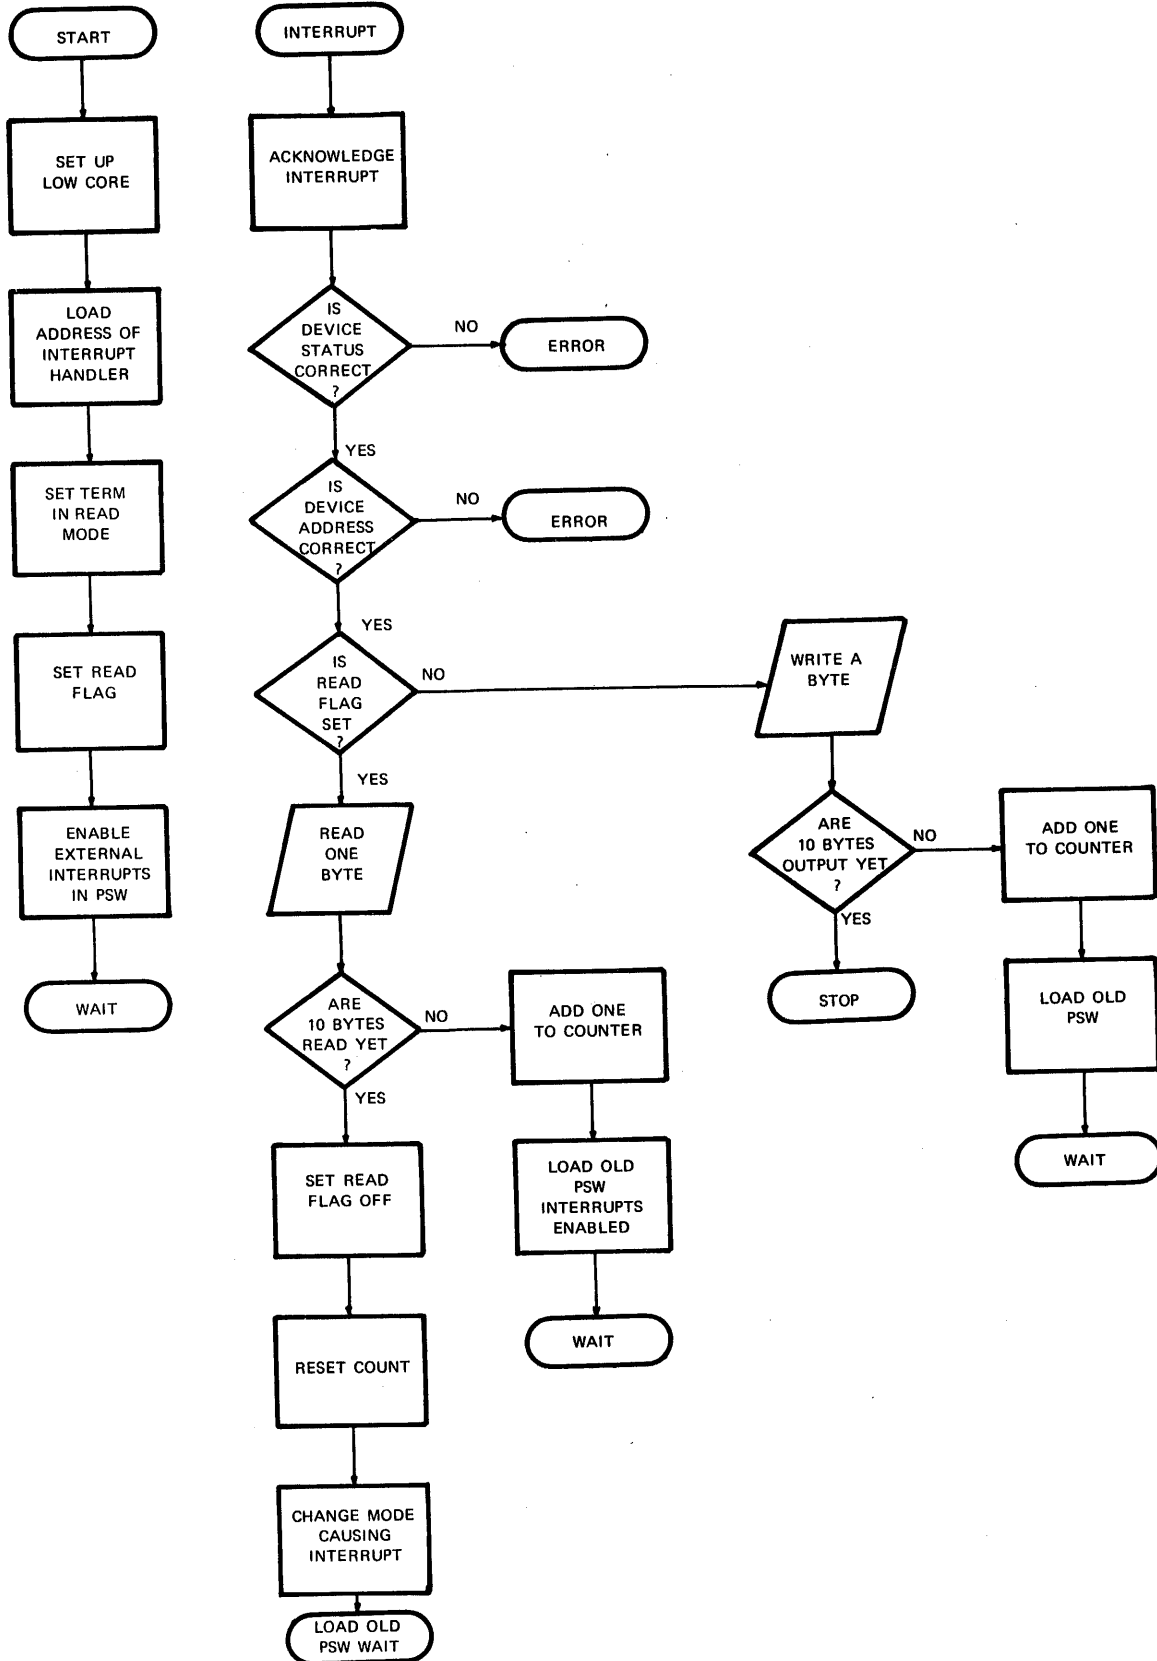 START
SET UP
LOW CORE
LOAD
ADDRESS OF
INTERRUPT
HANDLER
SET TERM
IN READ
MODE
SET READ
FLAG
ENABLE
EXTERNAL
INTERRUPTS
IN PSW
WAIT
INTERRUPT
ACKNOWLEDGE
INTERRUPT
IS
DEVICE
STATUS
CORRECT
?
NO
ERROR
YES
IS
DEVICE
ADDRESS
CORRECT
?
NO
ERROR
YES
IS
READ
FLAG
SET
?
NO
YES
READ
ONE
BYTE
ARE
10 BYTES
READ YET
?
NO
ADD ONE
TO COUNTER
LOAD OLD
PSW
INTERRUPTS
ENABLED
WAIT
YES
SET READ
FLAG OFF
RESET COUNT
CHANGE MODE
CAUSING
INTERRUPT
LOAD OLD
PSW WAIT
WRITE A
BYTE
ARE
10 BYTES
OUTPUT YET
?
NO
YES
STOP
ADD ONE
TO COUNTER
LOAD OLD
PSW
WAIT